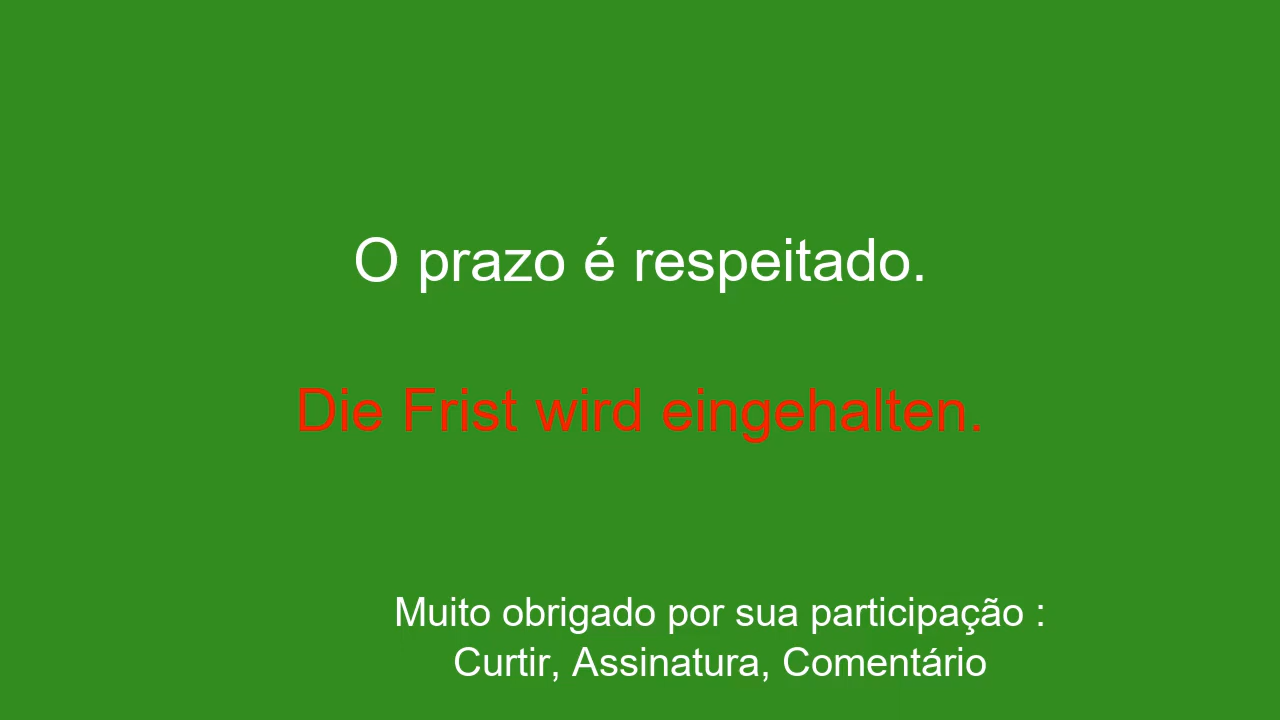 O prazo é respeitado.
Die Frist wird eingehalten.
Muito obrigado por sua participação :
Curtir, Assinatura, Comentário